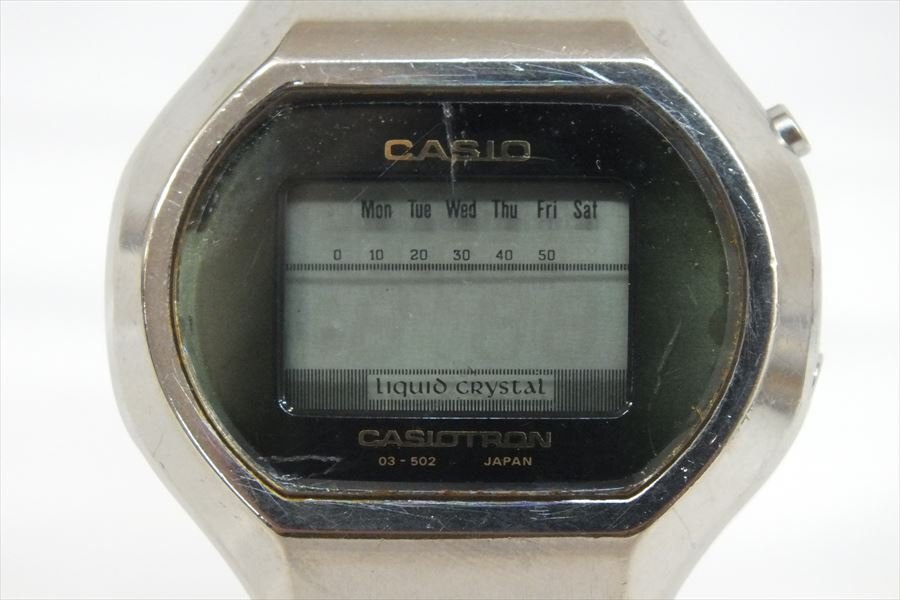 CASIO
Mon Tue Wed Thu Fri Sat
0 10 20 30 40 50
liquid crystal
CASIOTRON
03-502 JAPAN